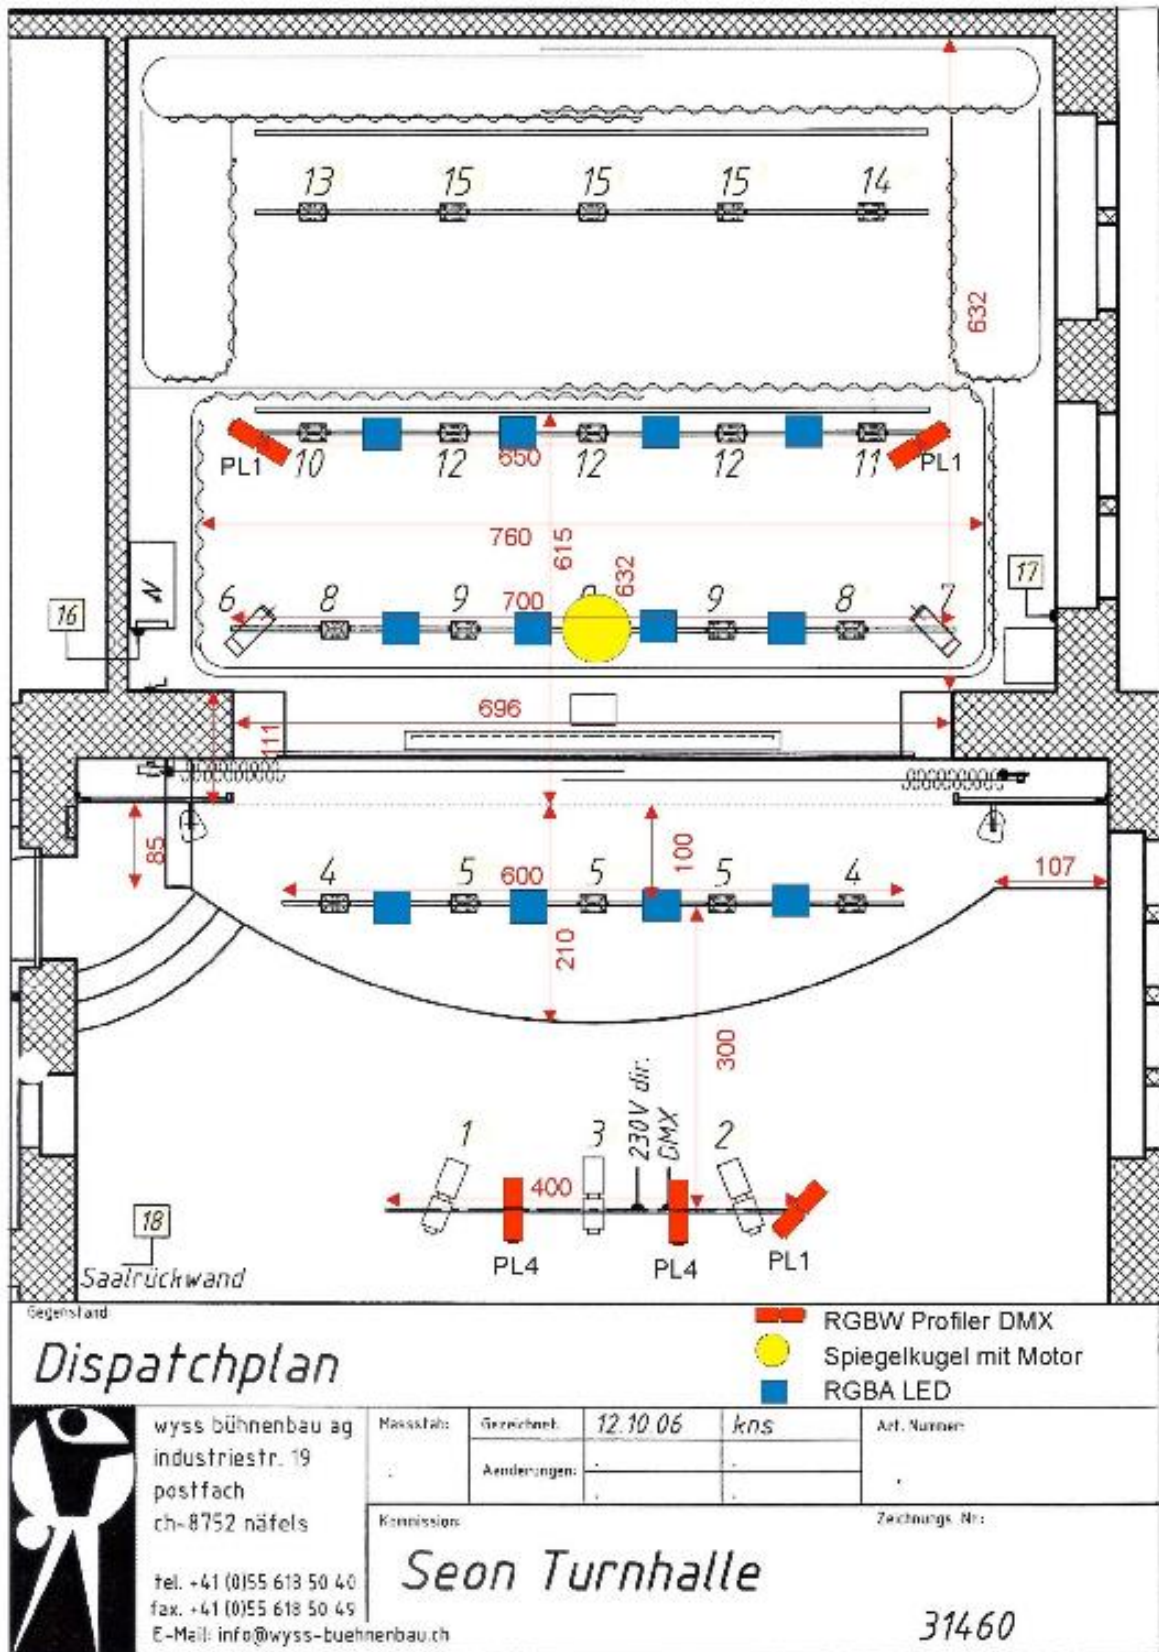 13 15 15 15 14
632
PL1 10 12 12 12 11 PL1
650
760
615
632
16
17
6 8 9 700 9 8 7
696
111
85
4 5 600 5 5 4
100
107
210
300
230V dir.
DMX
1 3 2
400
PL4 PL4 PL1
18
Saalrückwand
Gegenstand
Dispatchplan
RGBW Profiler DMX
Spiegelkugel mit Motor
RGBA LED
wyss bühnenbau ag
industriestr. 19
postfach
ch-8752 näfels
tel. +41 (0)55 618 50 40
fax. +41 (0)55 618 50 49
E-Mail: info@wyss-buehnenbau.ch
Massstab:
Gezeichnet: 12.10.06 kns
Aenderungen:
Art. Nummer:
Kommission:
Seon Turnhalle
Zeichnungs. Nr.:
31460